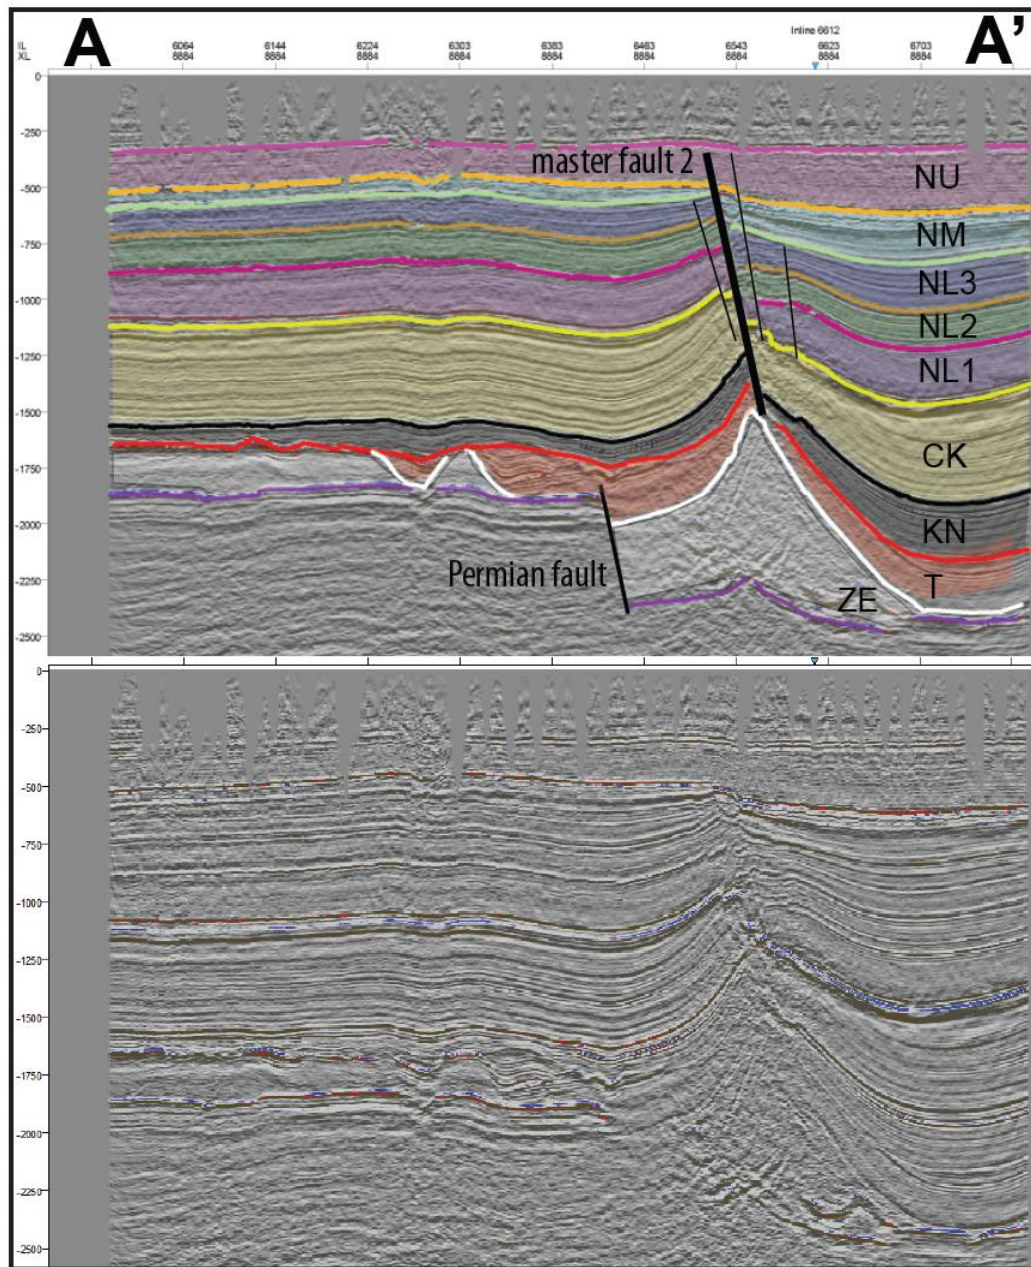 A
A’
Inline 6612
IL 6064 6144 6224 6303 6383 6463 6543 6623 6703
XL 8884 8884 8884 8884 8884 8884 8884 8884 8884
0
-250
master fault 2
NU
-500
NM
-750
NL3
-1000
NL2
-1250
NL1
-1500
CK
-1750
KN
-2000
Permian fault
T
-2250
ZE
-2500
0
-250
-500
-750
-1000
-1250
-1500
-1750
-2000
-2250
-2500